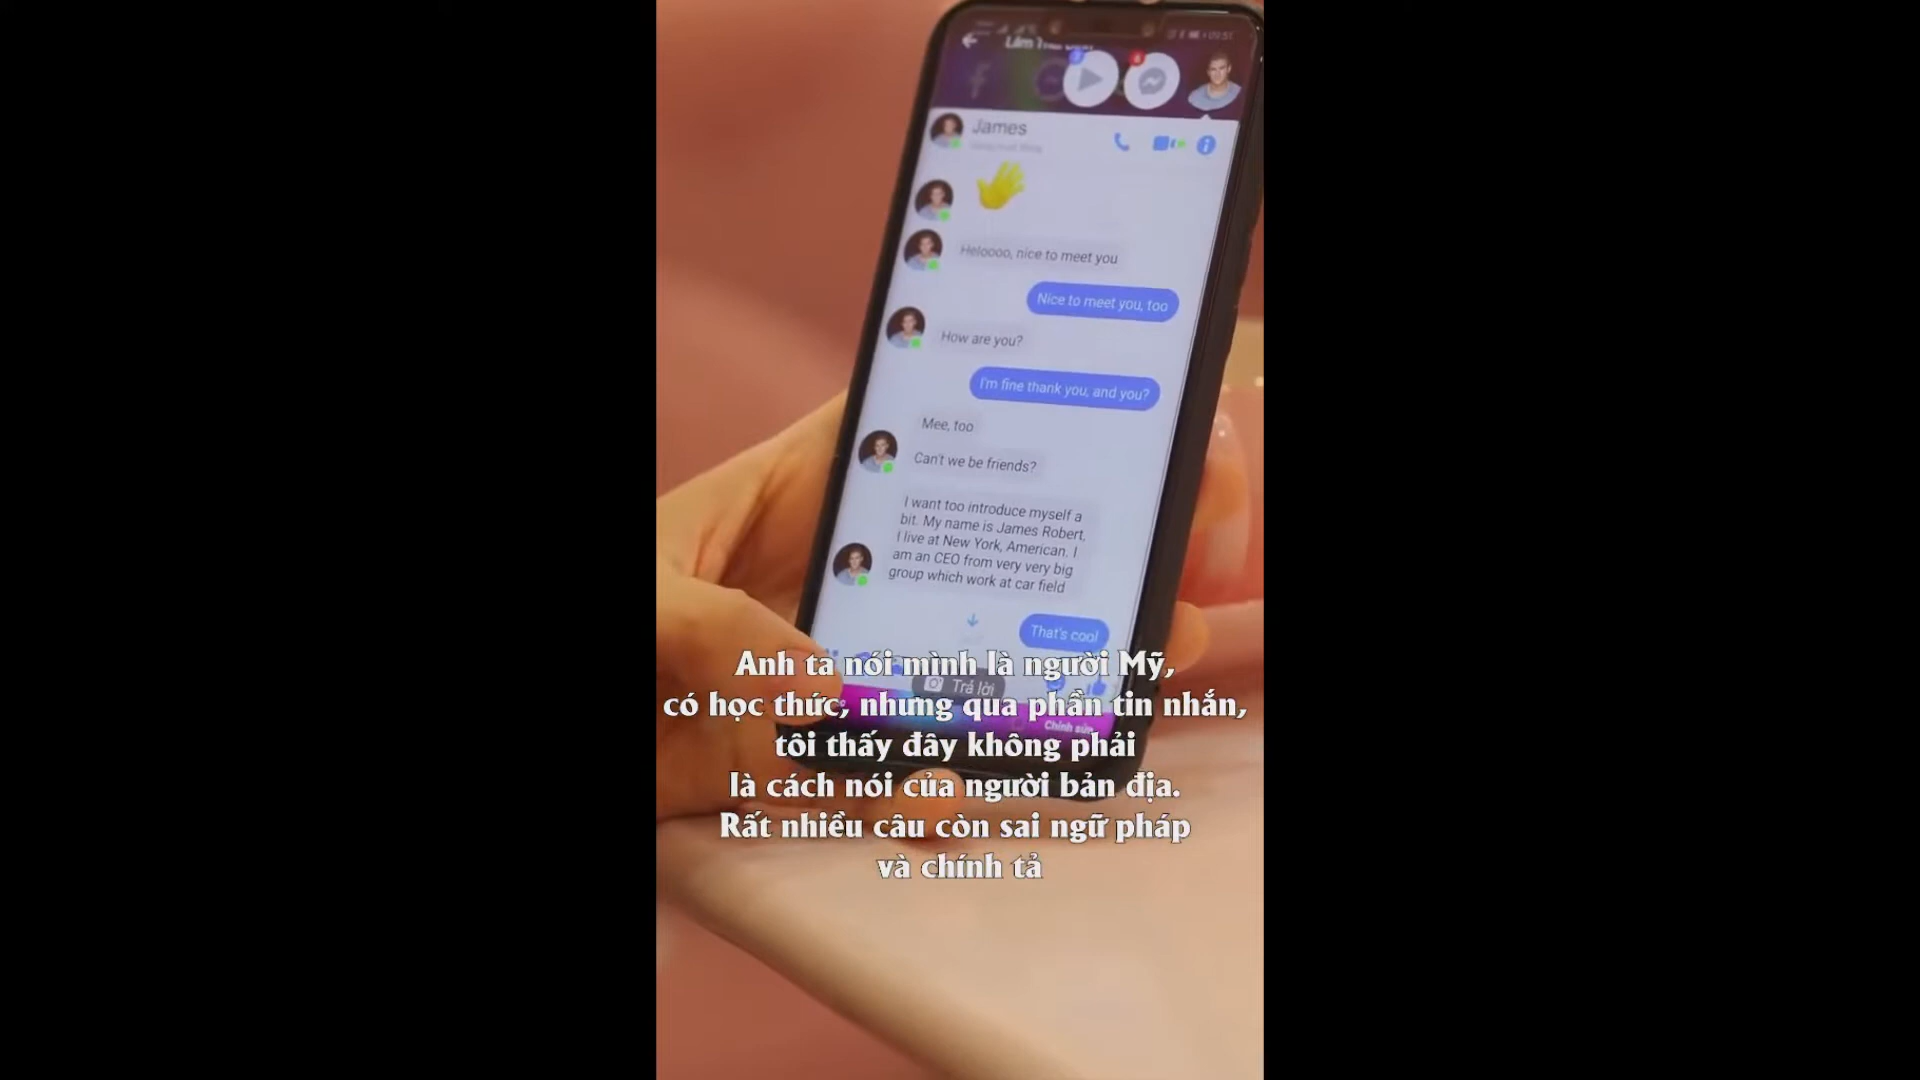 James
Heloooo, nice to meet you
Nice to meet you, too
How are you?
I'm fine thank you, and you?
Mee, too
Can't we be friends?
I want too introduce myself a
bit. My name is James Robert,
I live at New York, American. I
am an CEO from very very big
group which work at car field
That's cool
Trả lời
Chỉnh sửa
Anh ta nói mình là người Mỹ,
có học thức, nhưng qua phần tin nhắn,
tôi thấy đây không phải
là cách nói của người bản địa.
Rất nhiều câu còn sai ngữ pháp
và chính tả